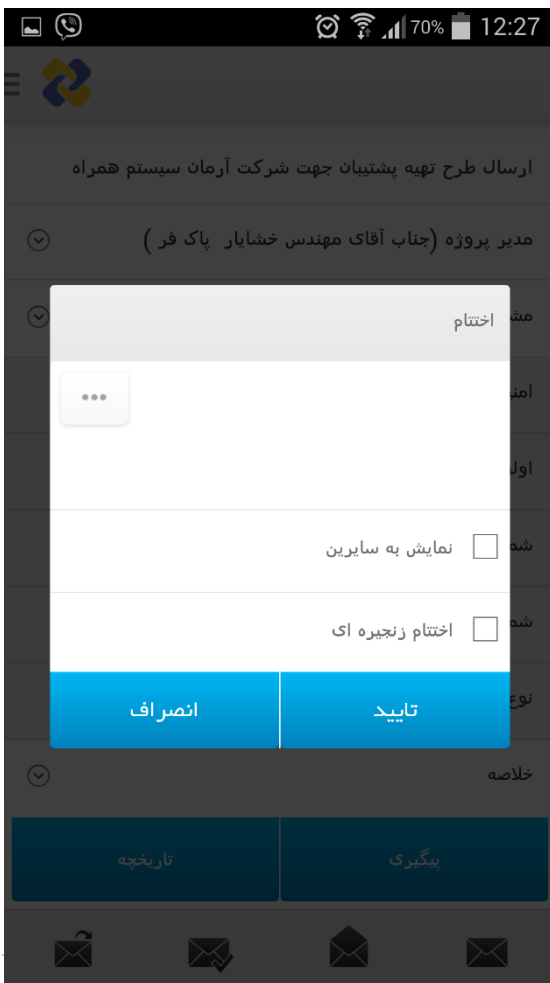 70% 12:27
ارسال طرح تهیه پشتیبان جهت شرکت آرمان سیستم همراه
مدیر پروژه (جناب آقای مهندس خشایار پاک فر )
اختتام
نمایش به سایرین
اختتام زنجیره ای
تایید
انصراف
خلاصه
پیگیری
تاریخچه